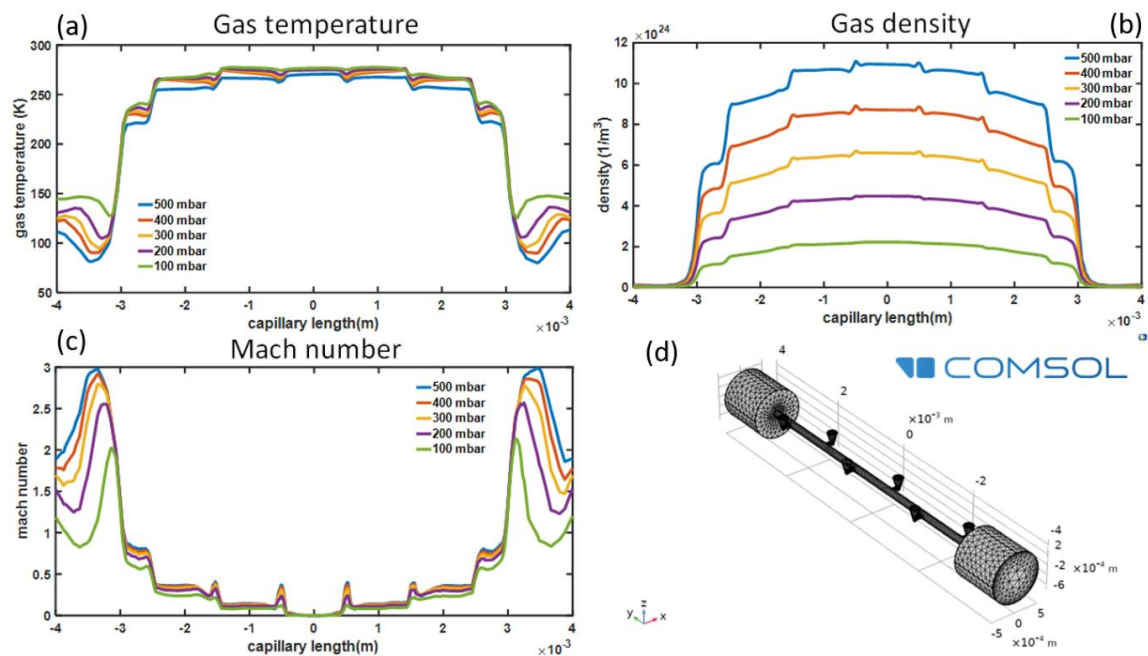 (a) Gas temperature
300
250
200
150
100
50
gas temperature (K)
500 mbar
400 mbar
300 mbar
200 mbar
100 mbar
-4 -3 -2 -1 0 1 2 3 4
capillary length(m)
×10⁻³
Gas density (b)
× 10²⁴
12
10
8
6
4
2
0
density (1/m³)
500 mbar
400 mbar
300 mbar
200 mbar
100 mbar
-4 -3 -2 -1 0 1 2 3 4
capillary length(m)
×10⁻³
(c) Mach number
3
2.5
2
1.5
1
0.5
0
mach number
500 mbar
400 mbar
300 mbar
200 mbar
100 mbar
-4 -3 -2 -1 0 1 2 3 4
capillary length(m)
×10⁻³
(d)
COMSOL
4
2
×10⁻³ m
0
-2
-4
2
-2
-6
×10⁻⁴ m
5
0
-5
×10⁻⁴ m
y z x